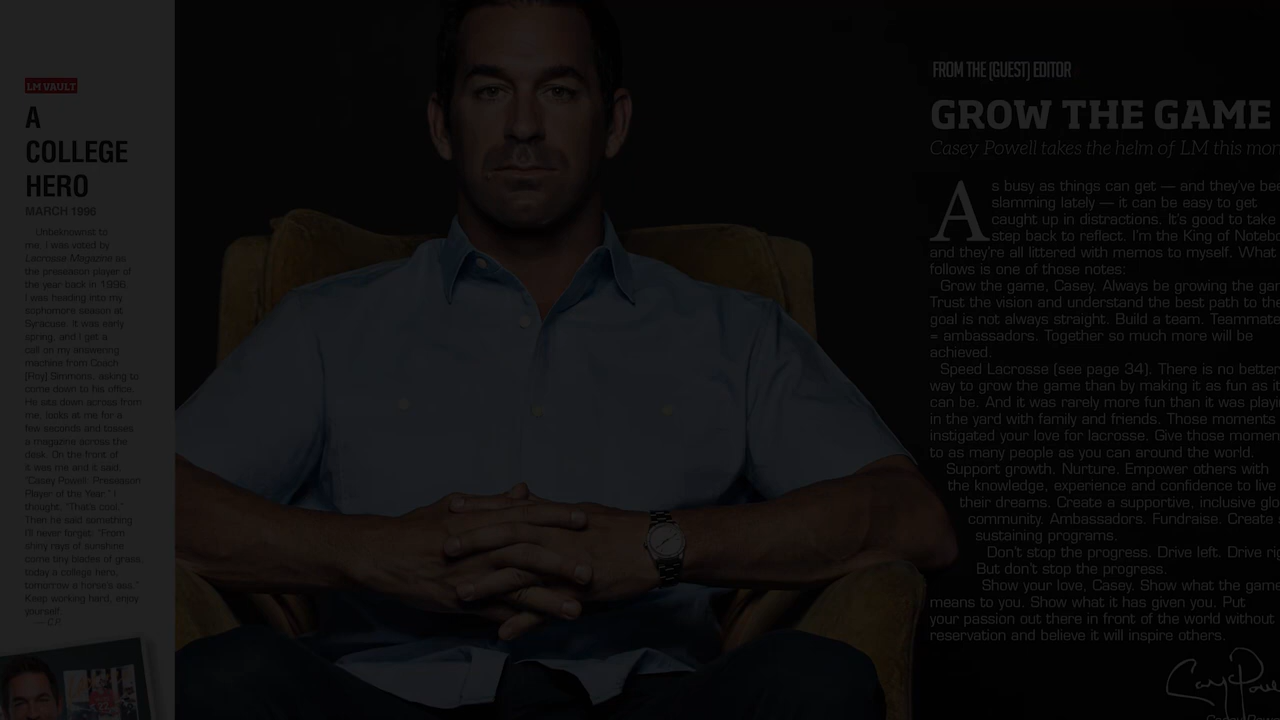 LM VAULT
A
COLLEGE
HERO
MARCH 1996
Unbeknownst to
me, I was voted by
Lacrosse Magazine as
the preseason player of
the year back in 1996.
I was heading into my
sophomore season at
Syracuse. It was early
spring, and I get a
call on my answering
machine from Coach
[Roy] Simmons, asking to
come down to his office.
He sits down across from
me, looks at me for a
few seconds and tosses
a magazine across the
desk. On the front of
it was me and it said,
"Casey Powell: Preseason
Player of the Year." I
thought, "That's cool."
Then he said something
I'll never forget: "From
shiny rays of sunshine
come tiny blades of grass,
today a college hero,
tomorrow a horse's ass."
Keep working hard, enjoy
yourself.
— C.P.
FROM THE (GUEST) EDITOR
GROW THE GAME
Casey Powell takes the helm of LM this mon
As busy as things can get — and they've bee
slamming lately — it can be easy to get
caught up in distractions. It's good to take
step back to reflect. I'm the King of Notebo
and they're all littered with memos to myself. What
follows is one of those notes:
Grow the game, Casey. Always be growing the gam
Trust the vision and understand the best path to the
goal is not always straight. Build a team. Teammate
= ambassadors. Together so much more will be
achieved.
Speed Lacrosse (see page 34). There is no better
way to grow the game than by making it as fun as it
can be. And it was rarely more fun than it was playi
in the yard with family and friends. Those moments
instigated your love for lacrosse. Give those momen
to as many people as you can around the world.
Support growth. Nurture. Empower others with
the knowledge, experience and confidence to live
their dreams. Create a supportive, inclusive glo
community. Ambassadors. Fundraise. Create
sustaining programs.
Don't stop the progress. Drive left. Drive rig
But don't stop the progress.
Show your love, Casey. Show what the game
means to you. Show what it has given you. Put
your passion out there in front of the world without
reservation and believe it will inspire others.